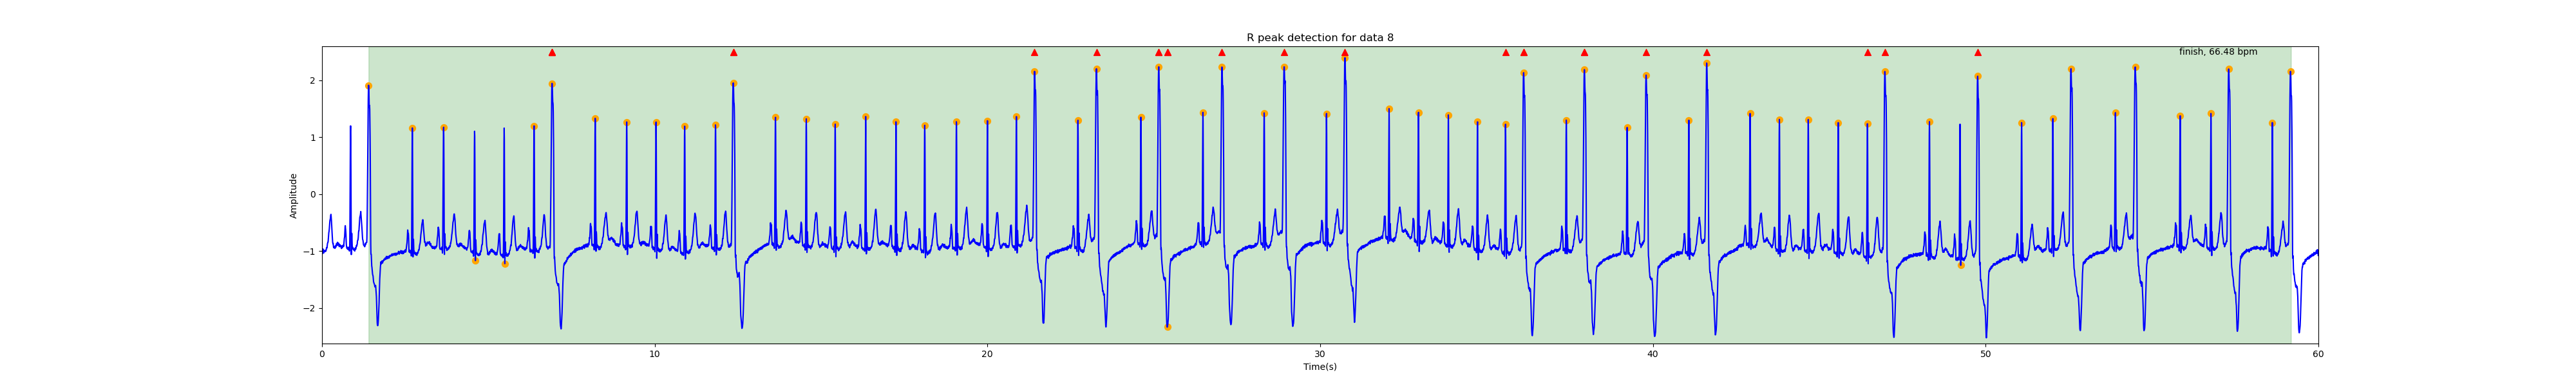 R peak detection for data 8
finish, 66.48 bpm
Amplitude
2
1
0
−1
−2
0 10 20 30 40 50 60
Time(s)